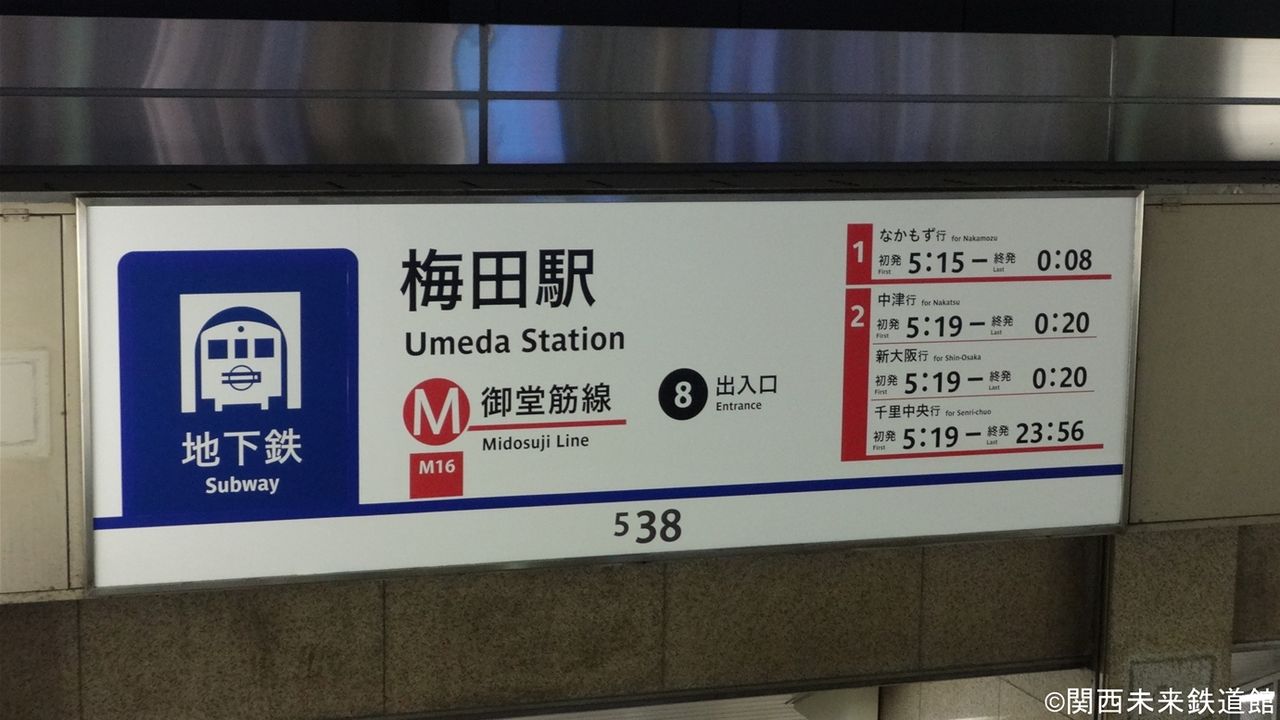 地下鉄
Subway
梅田駅
Umeda Station
M 御堂筋線
Midosuji Line
M16
8 出入口
Entrance
1 なかもず行 for Nakamozu
初発 First 5:15 ー 終発 Last 0:08
2 中津行 for Nakatsu
初発 First 5:19 ー 終発 Last 0:20
新大阪行 for Shin-Osaka
初発 First 5:19 ー 終発 Last 0:20
千里中央行 for Senri-chuo
初発 First 5:19 ー 終発 Last 23:56
538
©関西未来鉄道館